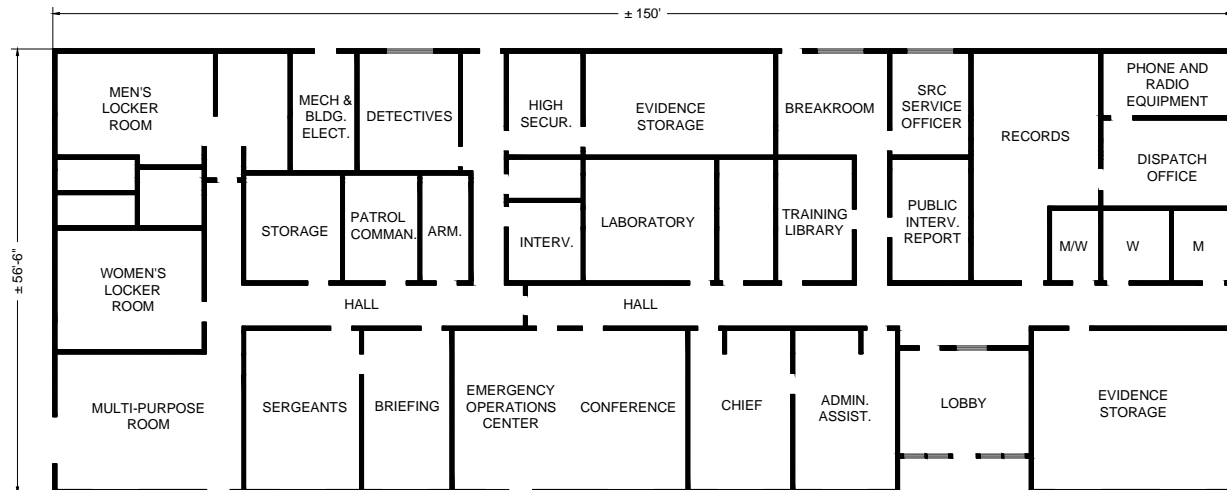 ± 150'
± 56'-6"
MEN'S
LOCKER
ROOM
MECH &
BLDG.
ELECT.
DETECTIVES
HIGH
SECUR.
EVIDENCE
STORAGE
BREAKROOM
SRC
SERVICE
OFFICER
RECORDS
PHONE AND
RADIO
EQUIPMENT
DISPATCH
OFFICE
STORAGE
PATROL
COMMAN.
ARM.
INTERV.
LABORATORY
TRAINING
LIBRARY
PUBLIC
INTERV.
REPORT
M/W
W
M
WOMEN'S
LOCKER
ROOM
HALL
HALL
MULTI-PURPOSE
ROOM
SERGEANTS
BRIEFING
EMERGENCY
OPERATIONS
CENTER
CONFERENCE
CHIEF
ADMIN.
ASSIST.
LOBBY
EVIDENCE
STORAGE